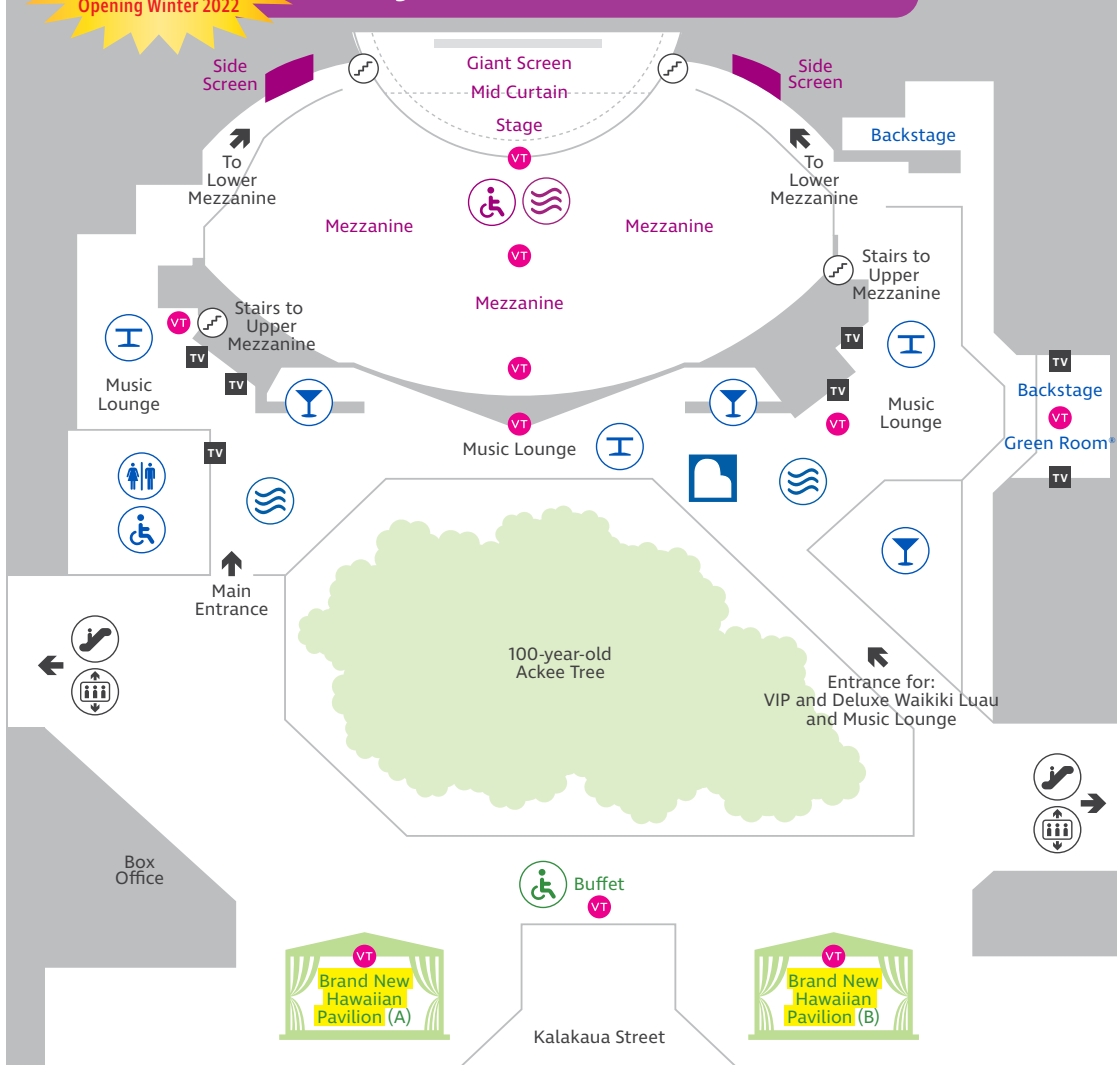 Opening Winter 2022
Side
Screen
Giant Screen
Mid Curtain
Stage
Side
Screen
VT
Backstage
To
Lower
Mezzanine
To
Lower
Mezzanine
Mezzanine
Mezzanine
VT
Mezzanine
Stairs to
Upper
Mezzanine
VT
Stairs to
Upper
Mezzanine
TV
TV
TV
TV
VT
TV
Music
Lounge
Music
Lounge
Backstage
VT
Green Room®
TV
VT
VT
Music Lounge
TV
Main
Entrance
100-year-old
Ackee Tree
Entrance for:
VIP and Deluxe Waikiki Luau
and Music Lounge
Box
Office
Buffet
VT
VT
Brand New
Hawaiian
Pavilion (A)
VT
Brand New
Hawaiian
Pavilion (B)
Kalakaua Street